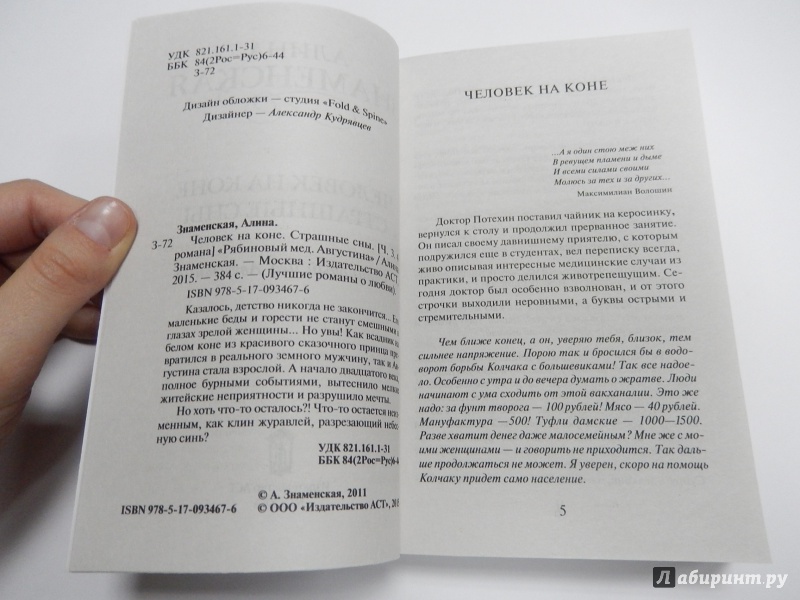 УДК 821.161.1-31
ББК 84(2Рос=Рус)6-44
З-72
Дизайн обложки — студия «Fold & Spine»
Дизайнер — Александр Кудрявцев
Знаменская, Алина.
З-72 Человек на коне. Страшные сны. [Ч. 3,
романа] «Рябиновый мед. Августина» /
Знаменская. — Москва : Издательство АСТ,
2015. — 384 с. — (Лучшие романы о любви).
ISBN 978-5-17-093467-6
Казалось, детство никогда не закончится...
маленькие беды и горести не станут смешными
глазах зрелой женщины... Но увы! Как всадник
белом коне из красивого сказочного принца
вратился в реального земного мужчину, так и
густина стала взрослой. А начало двадцатого века,
полное бурными событиями, вытеснило
житейские неприятности и разрушило мечты.
Но хоть что-то осталось?! Что-то остается
менным, как клин журавлей, разрезающий
ную синь?
УДК 821.161.1-31
ББК 84(2Рос=Рус)6-44
© А. Знаменская, 2011
ISBN 978-5-17-093467-6 © ООО «Издательство АСТ»,
ЧЕЛОВЕК НА КОНЕ
...А я один стою меж них
В ревущем пламени и дыме
И всеми силами своими
Молюсь за тех и за других...
Максимилиан Волошин
Доктор Потехин поставил чайник на керосинку,
вернулся к столу и продолжил прерванное занятие.
Он писал своему давнишнему приятелю, с которым
подружился еще в студентах, вел переписку всегда,
живо описывая интересные медицинские случаи из
практики, и просто делился животрепещущим. Се-
годня доктор был особенно взволнован, и от этого
строчки выходили неровными, а буквы острыми и
стремительными.
Чем ближе конец, а он, уверяю тебя, близок, тем
сильнее напряжение. Порою так и бросился бы в водо-
ворот борьбы Колчака с большевиками! Так все надое-
ло. Особенно с утра и до вечера думать о жратве. Люди
начинают с ума сходить от этой вакханалии. Это же
надо: за фунт творога — 100 рублей! Мясо — 40 рублей.
Мануфактура —500! Туфли дамские — 1000—1500.
Разве хватит денег даже малосемейным? Мне же с мо-
ими женщинами — и говорить не приходится. Так даль-
ше продолжаться не может. Я уверен, скоро на помощь
Колчаку придет само население.
5
Лабиринт.ру